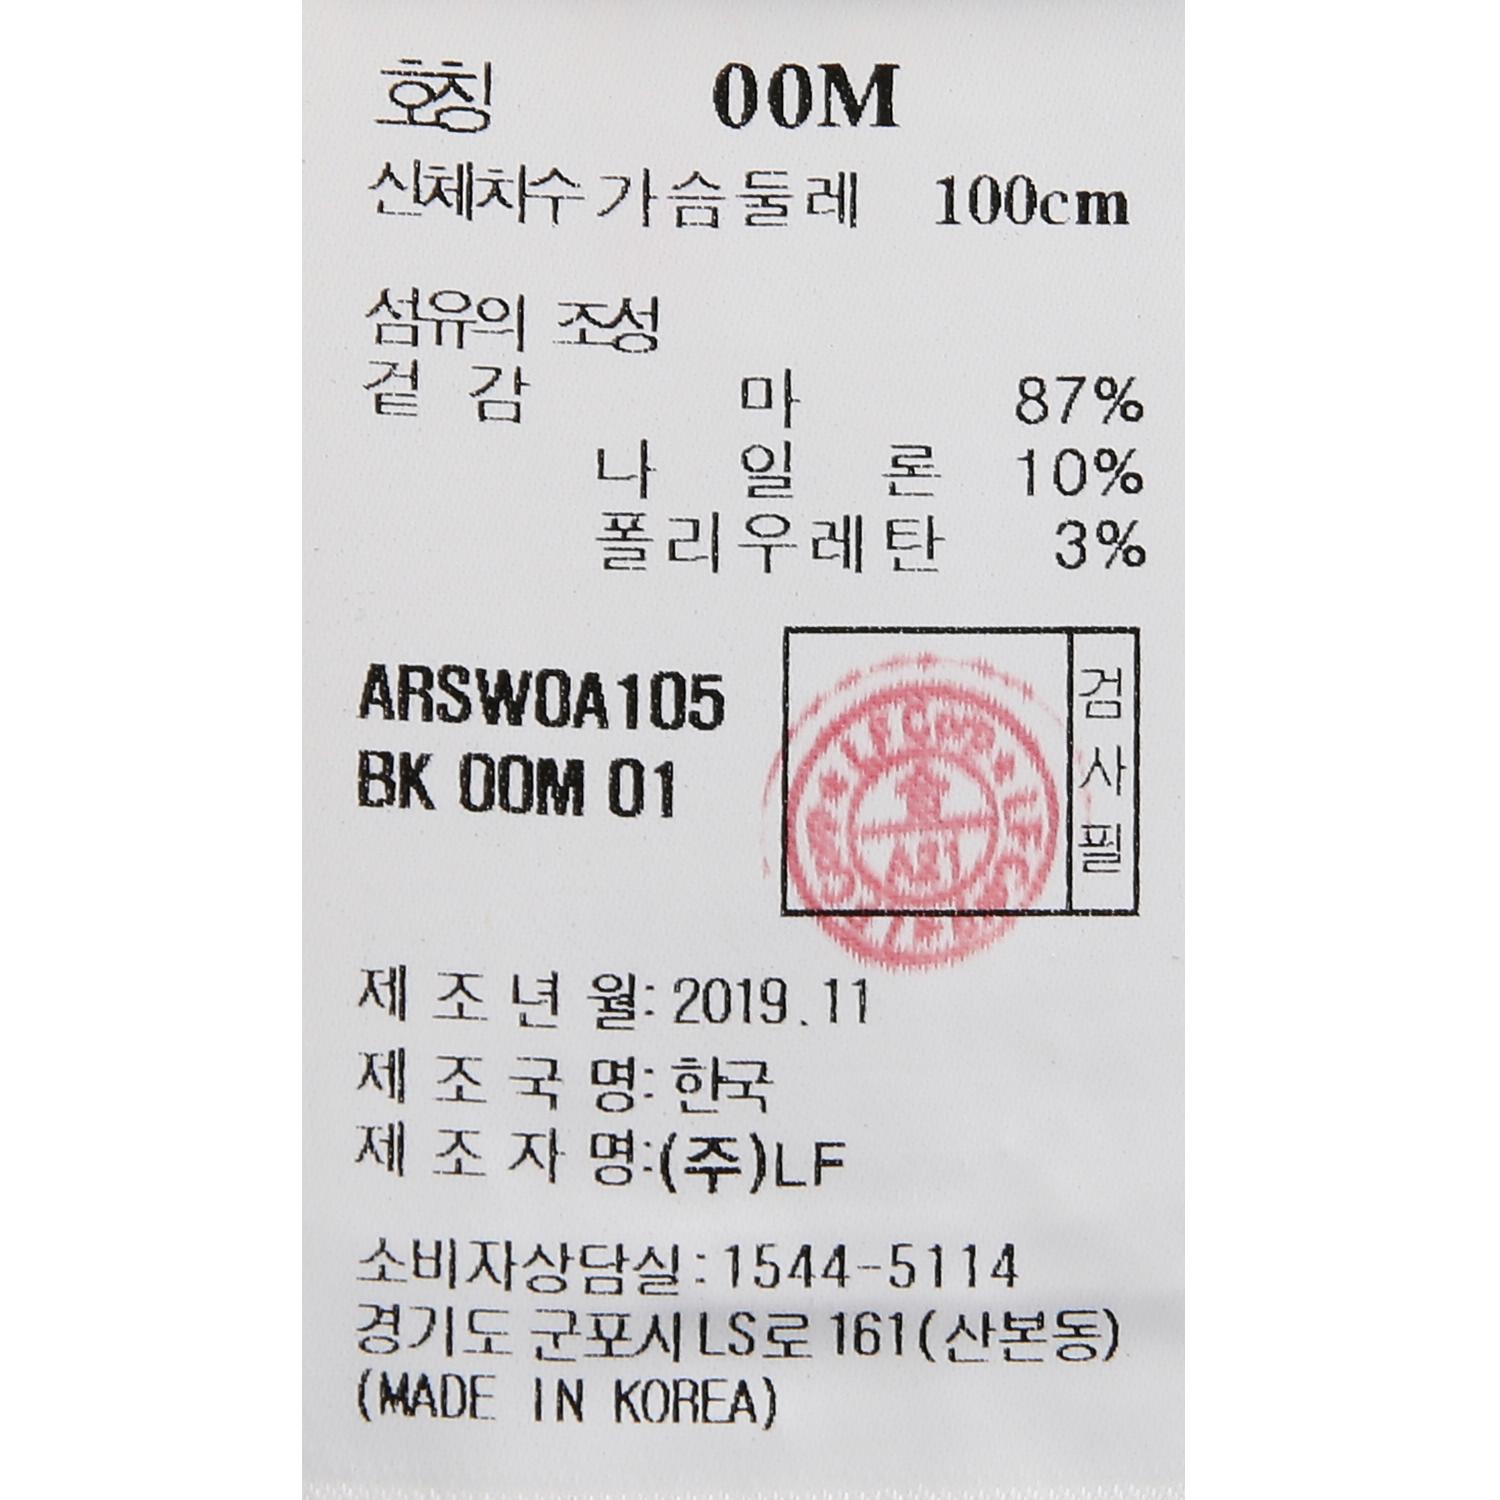 호칭 00M
신체치수 가슴둘레 100cm
섬유의 조성
겉감 마 87%
나일론 10%
폴리우레탄 3%
ARSW0A105
BK 00M 01
검사필
제조년월: 2019.11
제조국명: 한국
제조자명:(주)LF
소비자상담실:1544-5114
경기도 군포시 LS로 161(산본동)
(MADE IN KOREA)